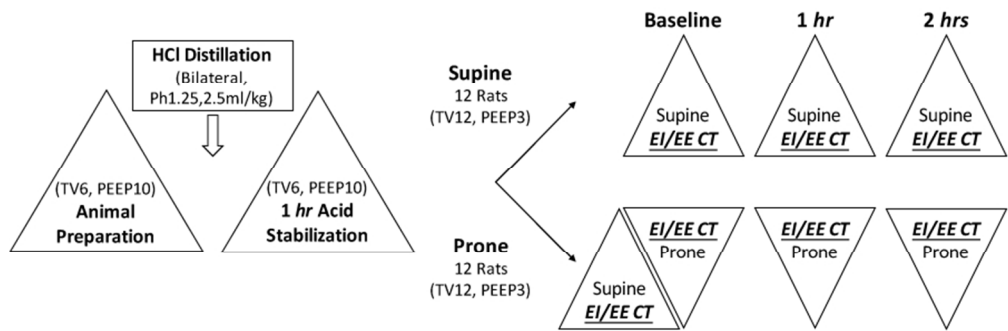 HCl Distillation
(Bilateral,
Ph1.25,2.5ml/kg)
(TV6, PEEP10)
Animal
Preparation
(TV6, PEEP10)
1 hr Acid
Stabilization
Supine
12 Rats
(TV12, PEEP3)
Prone
12 Rats
(TV12, PEEP3)
Baseline
1 hr
2 hrs
Supine
EI/EE CT
Supine
EI/EE CT
Supine
EI/EE CT
Supine
EI/EE CT
EI/EE CT
Prone
EI/EE CT
Prone
EI/EE CT
Prone